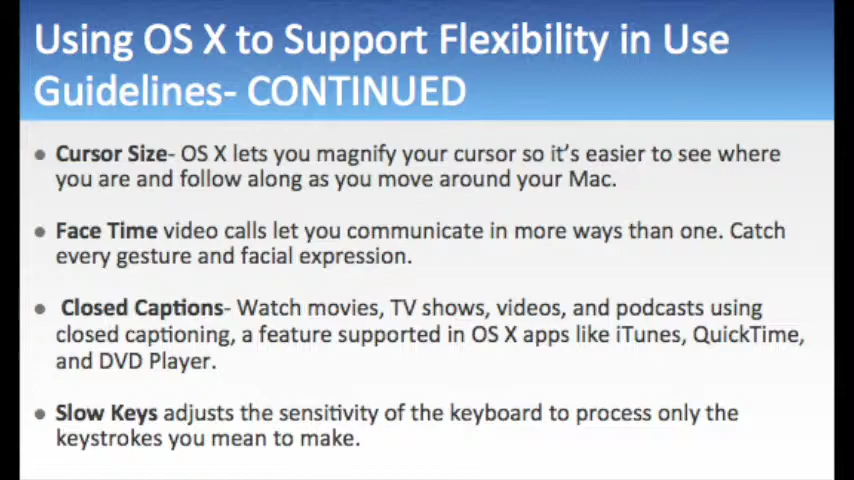 Using OS X to Support Flexibility in Use
Guidelines- CONTINUED
● Cursor Size- OS X lets you magnify your cursor so it's easier to see where
you are and follow along as you move around your Mac.
● Face Time video calls let you communicate in more ways than one. Catch
every gesture and facial expression.
● Closed Captions- Watch movies, TV shows, videos, and podcasts using
closed captioning, a feature supported in OS X apps like iTunes, QuickTime,
and DVD Player.
● Slow Keys adjusts the sensitivity of the keyboard to process only the
keystrokes you mean to make.